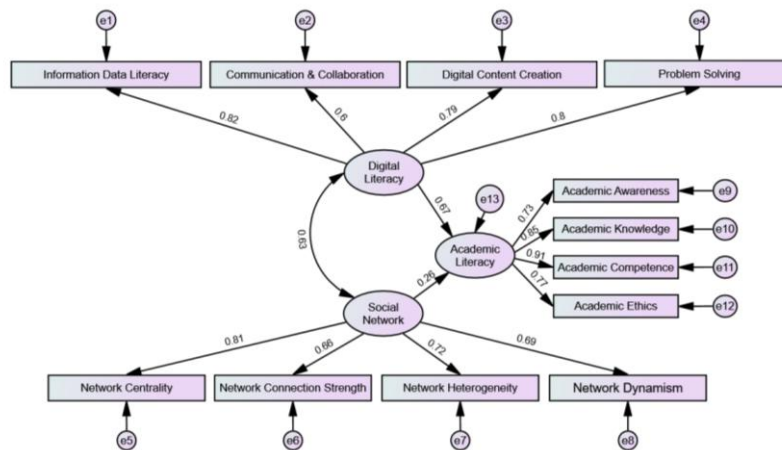 e1
e2
e3
e4
Information Data Literacy
Communication & Collaboration
Digital Content Creation
Problem Solving
0.82
0.6
0.79
0.8
Digital
Literacy
e13
Academic Awareness
e9
0.67
0.73
Academic Knowledge
e10
0.85
0.63
Academic
Literacy
0.91
Academic Competence
e11
0.26
0.77
Academic Ethics
e12
Social
Network
0.81
0.66
0.72
0.69
Network Centrality
Network Connection Strength
Network Heterogeneity
Network Dynamism
e5
e6
e7
e8